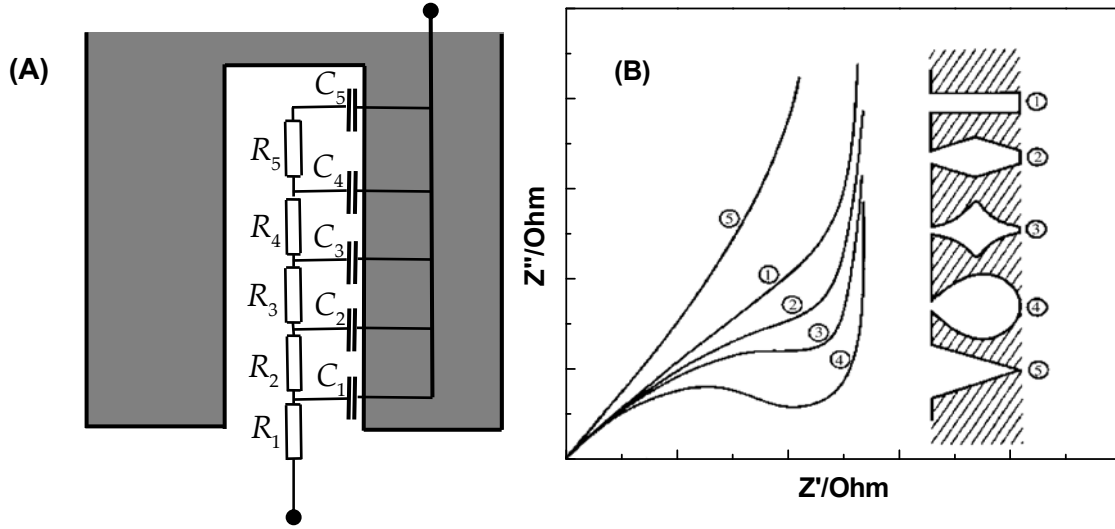 (A)
C5
R5
C4
R4
C3
R3
C2
R2
C1
R1
(B)
Z''/Ohm
Z'/Ohm
⑤
①
②
③
④
①
②
③
④
⑤